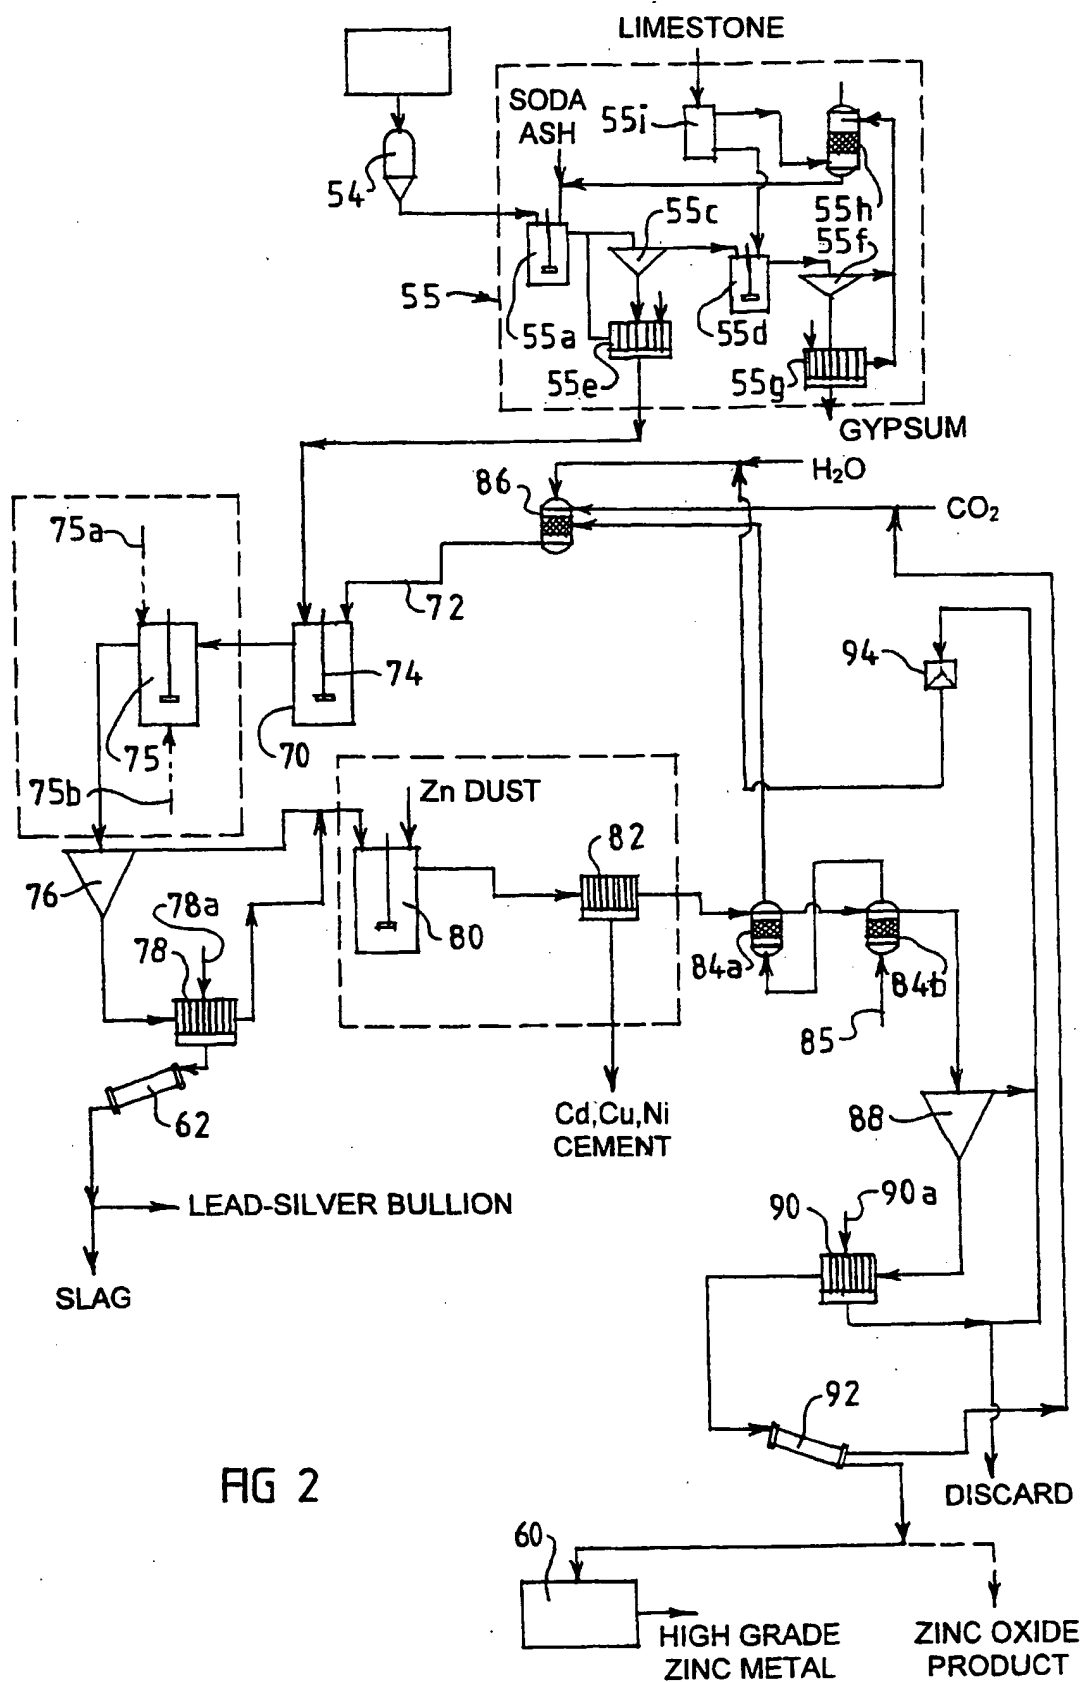 LIMESTONE
SODA
ASH
55i
54
55h
55c
55f
55
55a
55d
55e
55g
GYPSUM
H₂O
86
CO₂
75a
72
94
74
75
70
75b
Zn DUST
82
76
78a
78
80
84a
84b
85
62
Cd,Cu,Ni
CEMENT
88
90
90a
LEAD-SILVER BULLION
SLAG
92
FIG 2
DISCARD
60
HIGH GRADE
ZINC METAL
ZINC OXIDE
PRODUCT